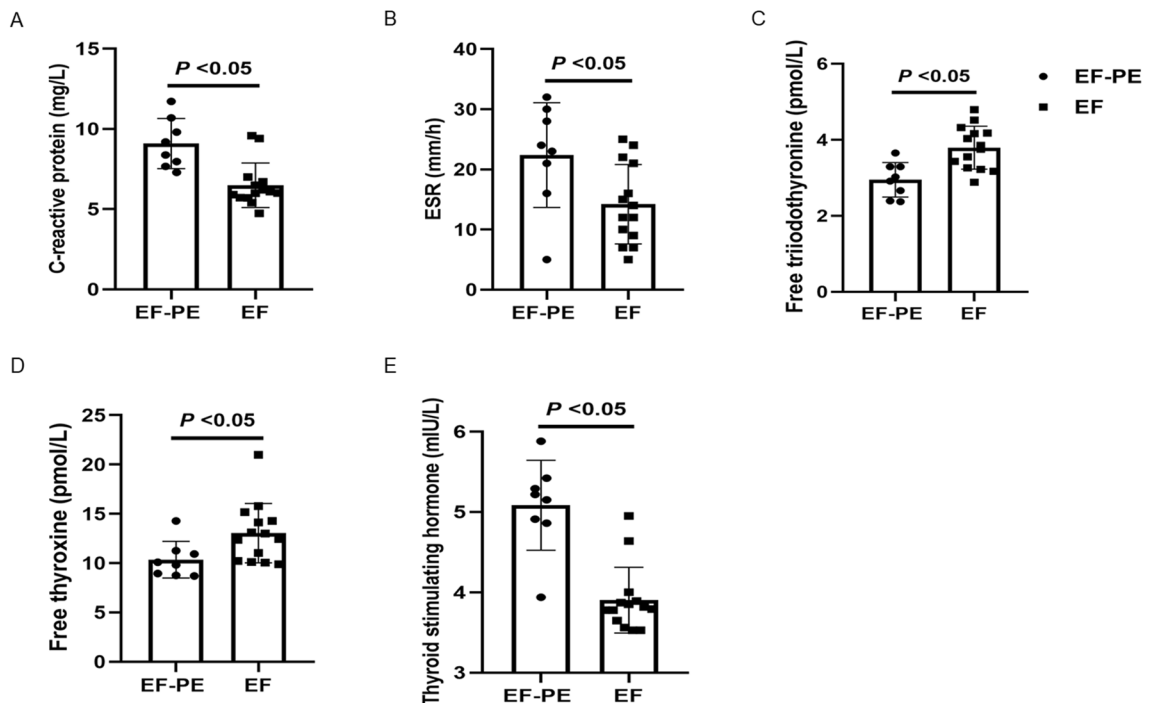 A
C-reactive protein (mg/L)
15
10
5
0
P <0.05
EF-PE
EF
B
ESR (mm/h)
40
30
20
10
0
P <0.05
EF-PE
EF
C
Free triiodothyronine (pmol/L)
6
4
2
0
P <0.05
EF-PE
EF
EF-PE
EF
D
Free thyroxine (pmol/L)
25
20
15
10
5
0
P <0.05
EF-PE
EF
E
Thyroid stimulating hormone (mIU/L)
6
5
4
3
P <0.05
EF-PE
EF